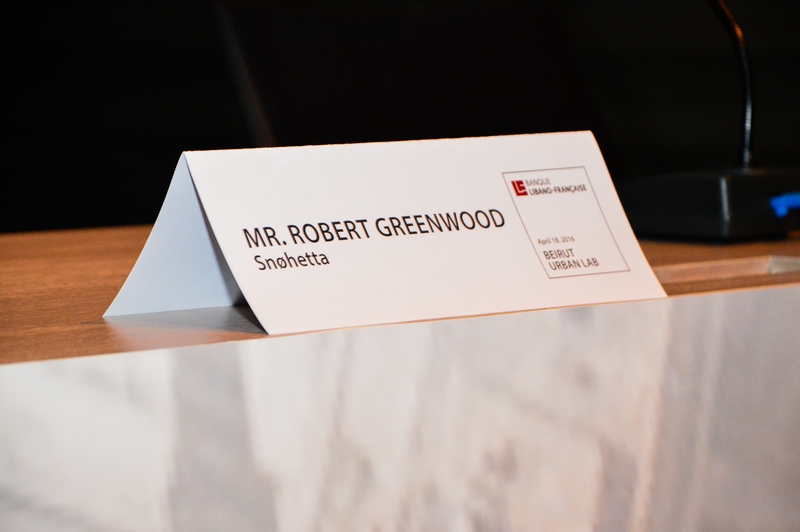 MR. ROBERT GREENWOOD
Snøhetta
BANQUE
LIBANO-FRANÇAISE
April 18, 2016
BEIRUT
URBAN LAB